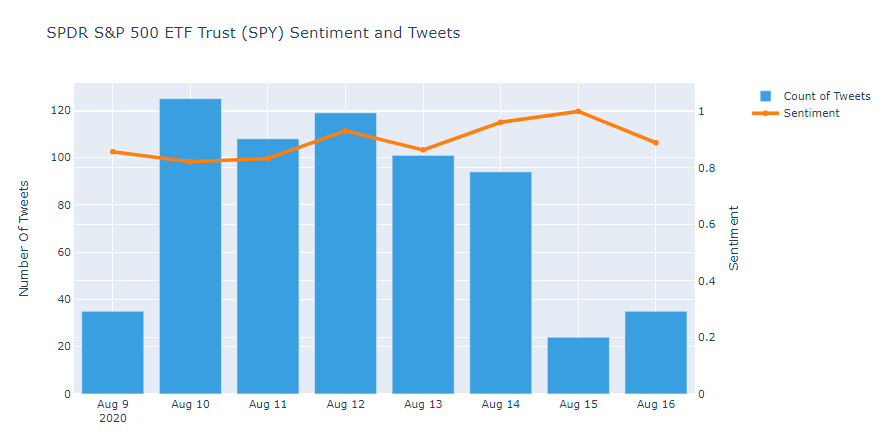 SPDR S&P 500 ETF Trust (SPY) Sentiment and Tweets
Count of Tweets
Sentiment
Number Of Tweets
120
100
80
60
40
20
0
1
0.8
0.6
0.4
0.2
0
Sentiment
Aug 9 Aug 10 Aug 11 Aug 12 Aug 13 Aug 14 Aug 15 Aug 16
2020